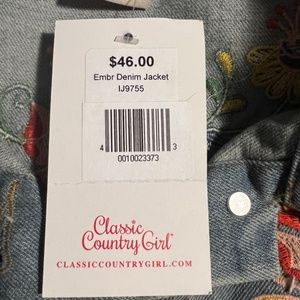 $46.00
Embr Denim Jacket
IJ9755
4 3
0010023373
Classic
Country Girl®
CLASSICCOUNTRYGIRL.COM